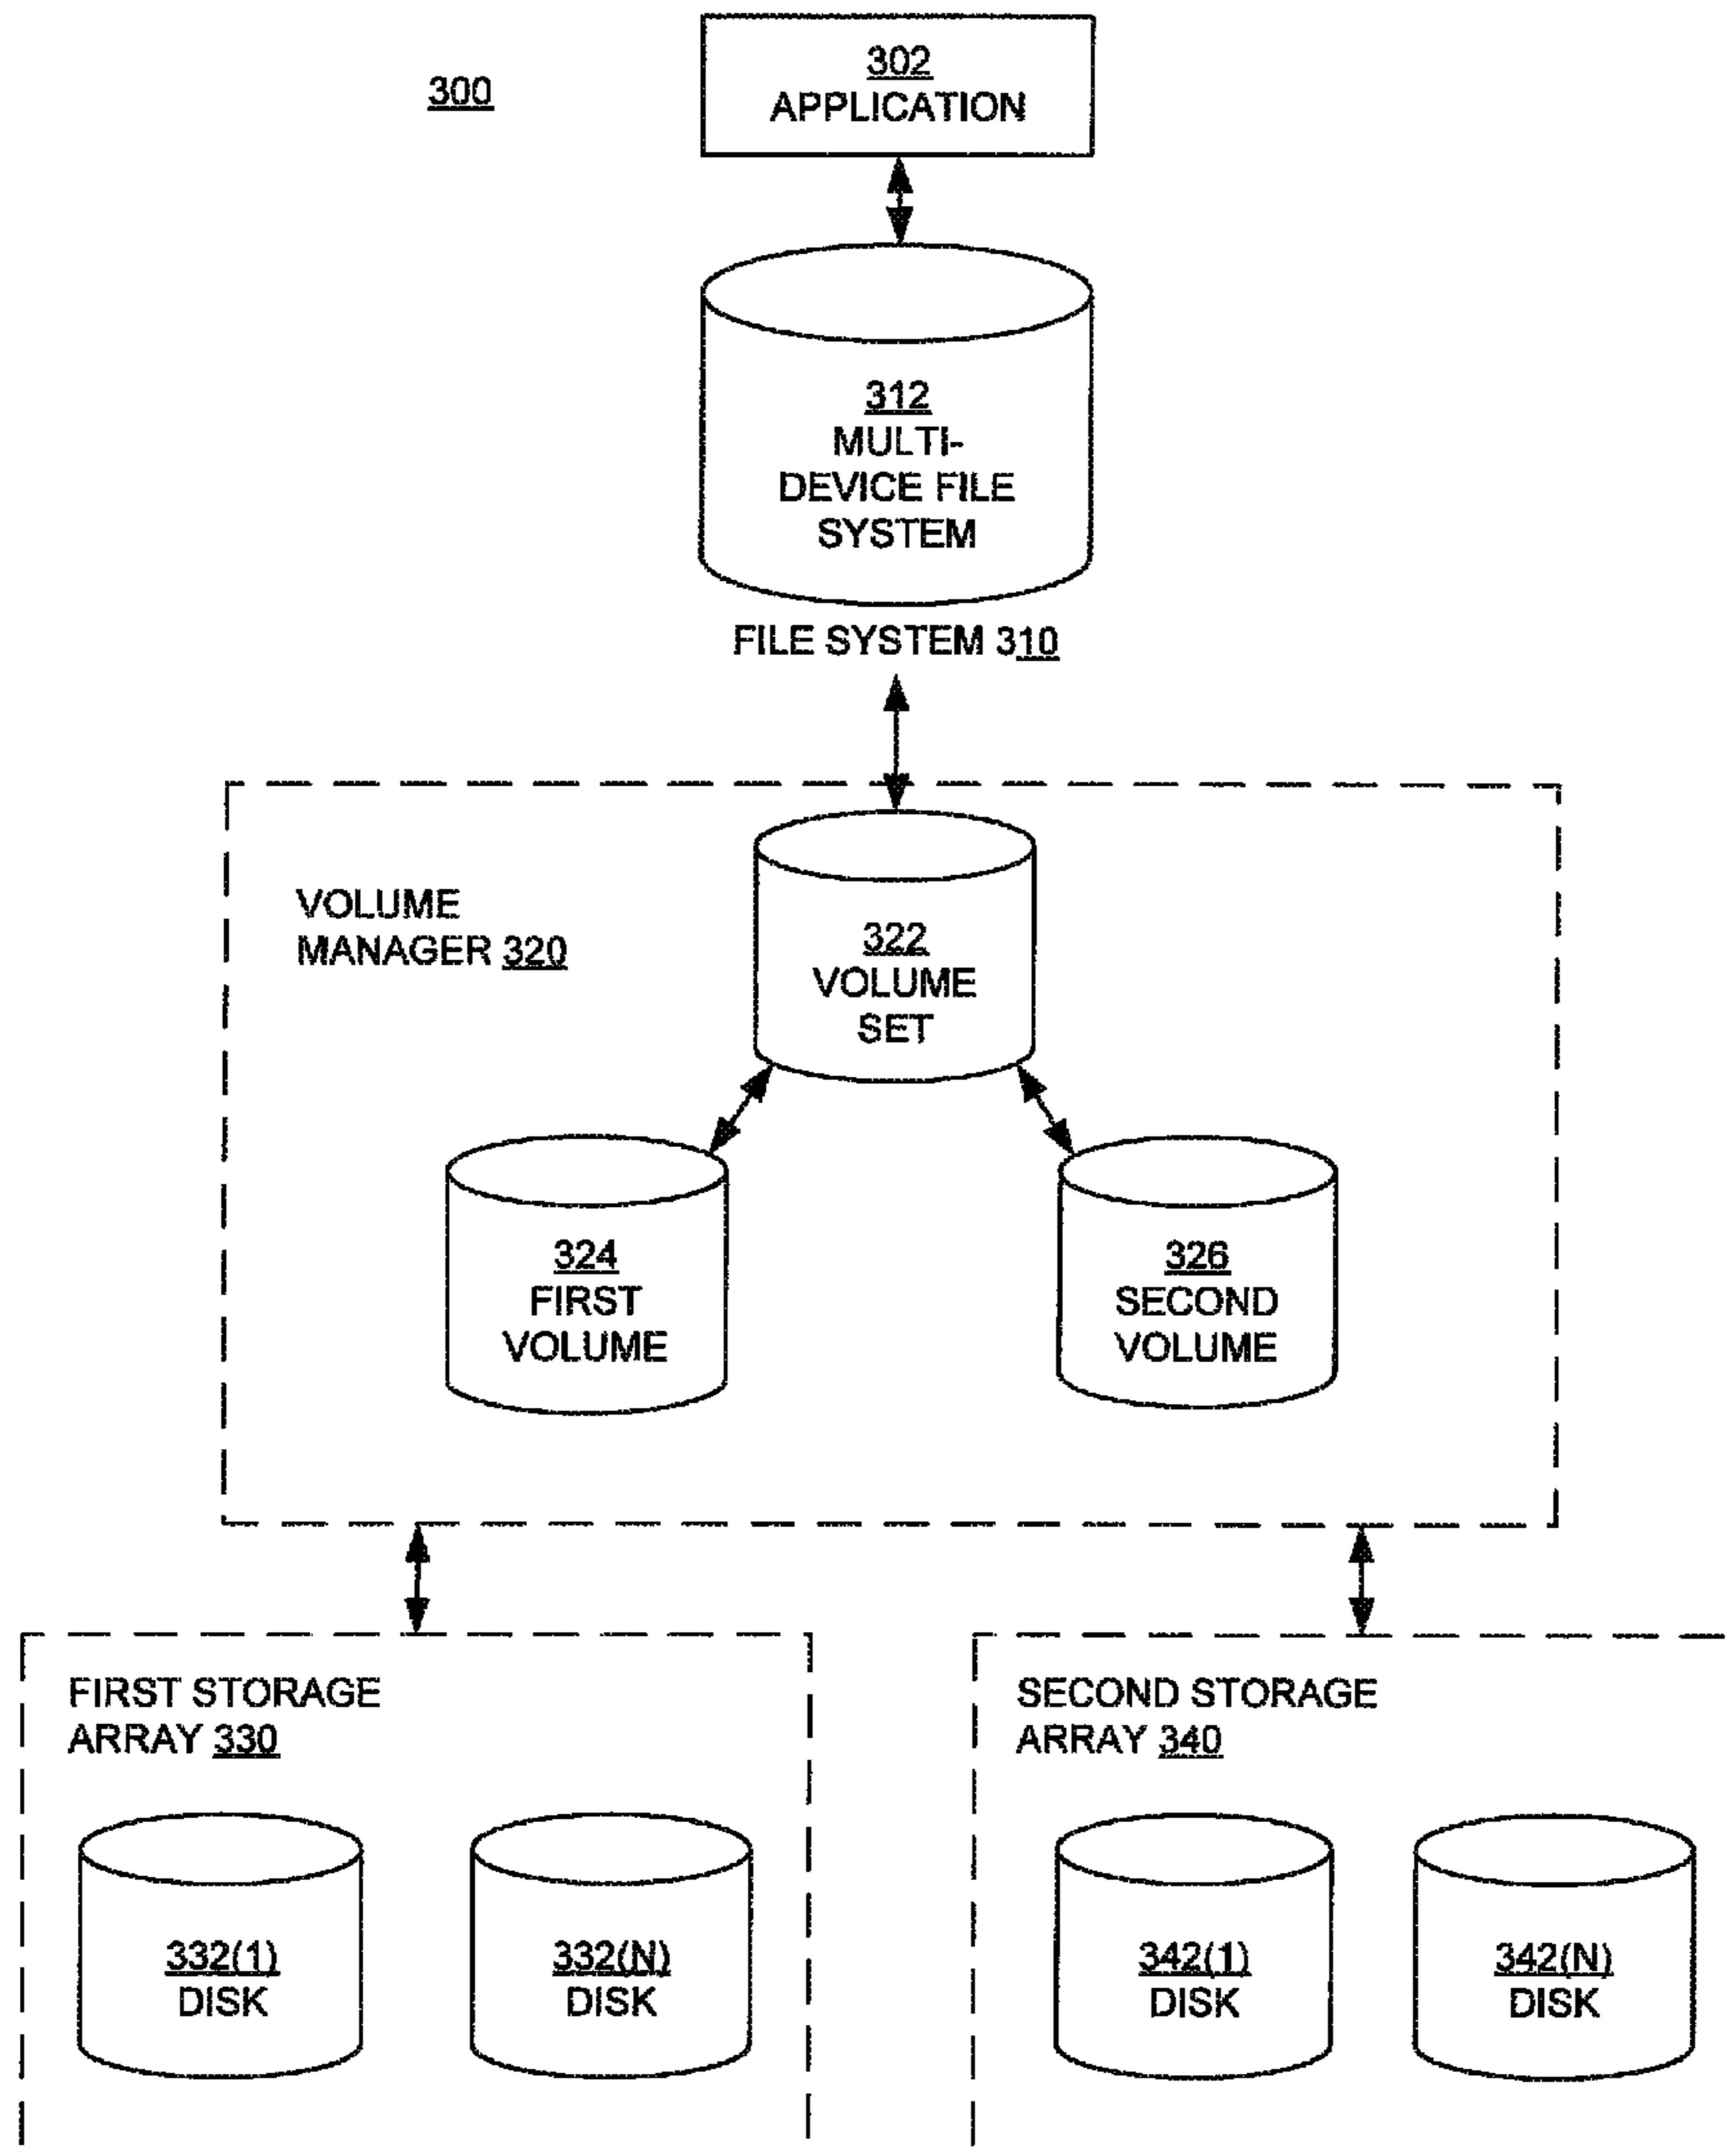 300
302
APPLICATION
312
MULTI-
DEVICE FILE
SYSTEM
FILE SYSTEM 310
VOLUME
MANAGER 320
322
VOLUME
SET
324
FIRST
VOLUME
326
SECOND
VOLUME
FIRST STORAGE
ARRAY 330
332(1)
DISK
332(N)
DISK
SECOND STORAGE
ARRAY 340
342(1)
DISK
342(N)
DISK